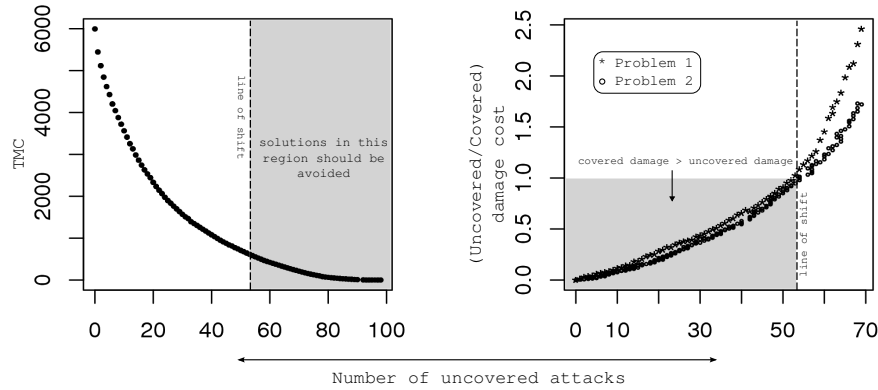 6000
4000
2000
0
TMC
line of shift
solutions in this
region should be
avoided
0 20 40 60 80 100
2.5
2.0
1.5
1.0
0.5
0.0
(Uncovered/Covered)
damage cost
* Problem 1
o Problem 2
covered damage > uncovered damage
line of shift
0 10 30 50 70
Number of uncovered attacks